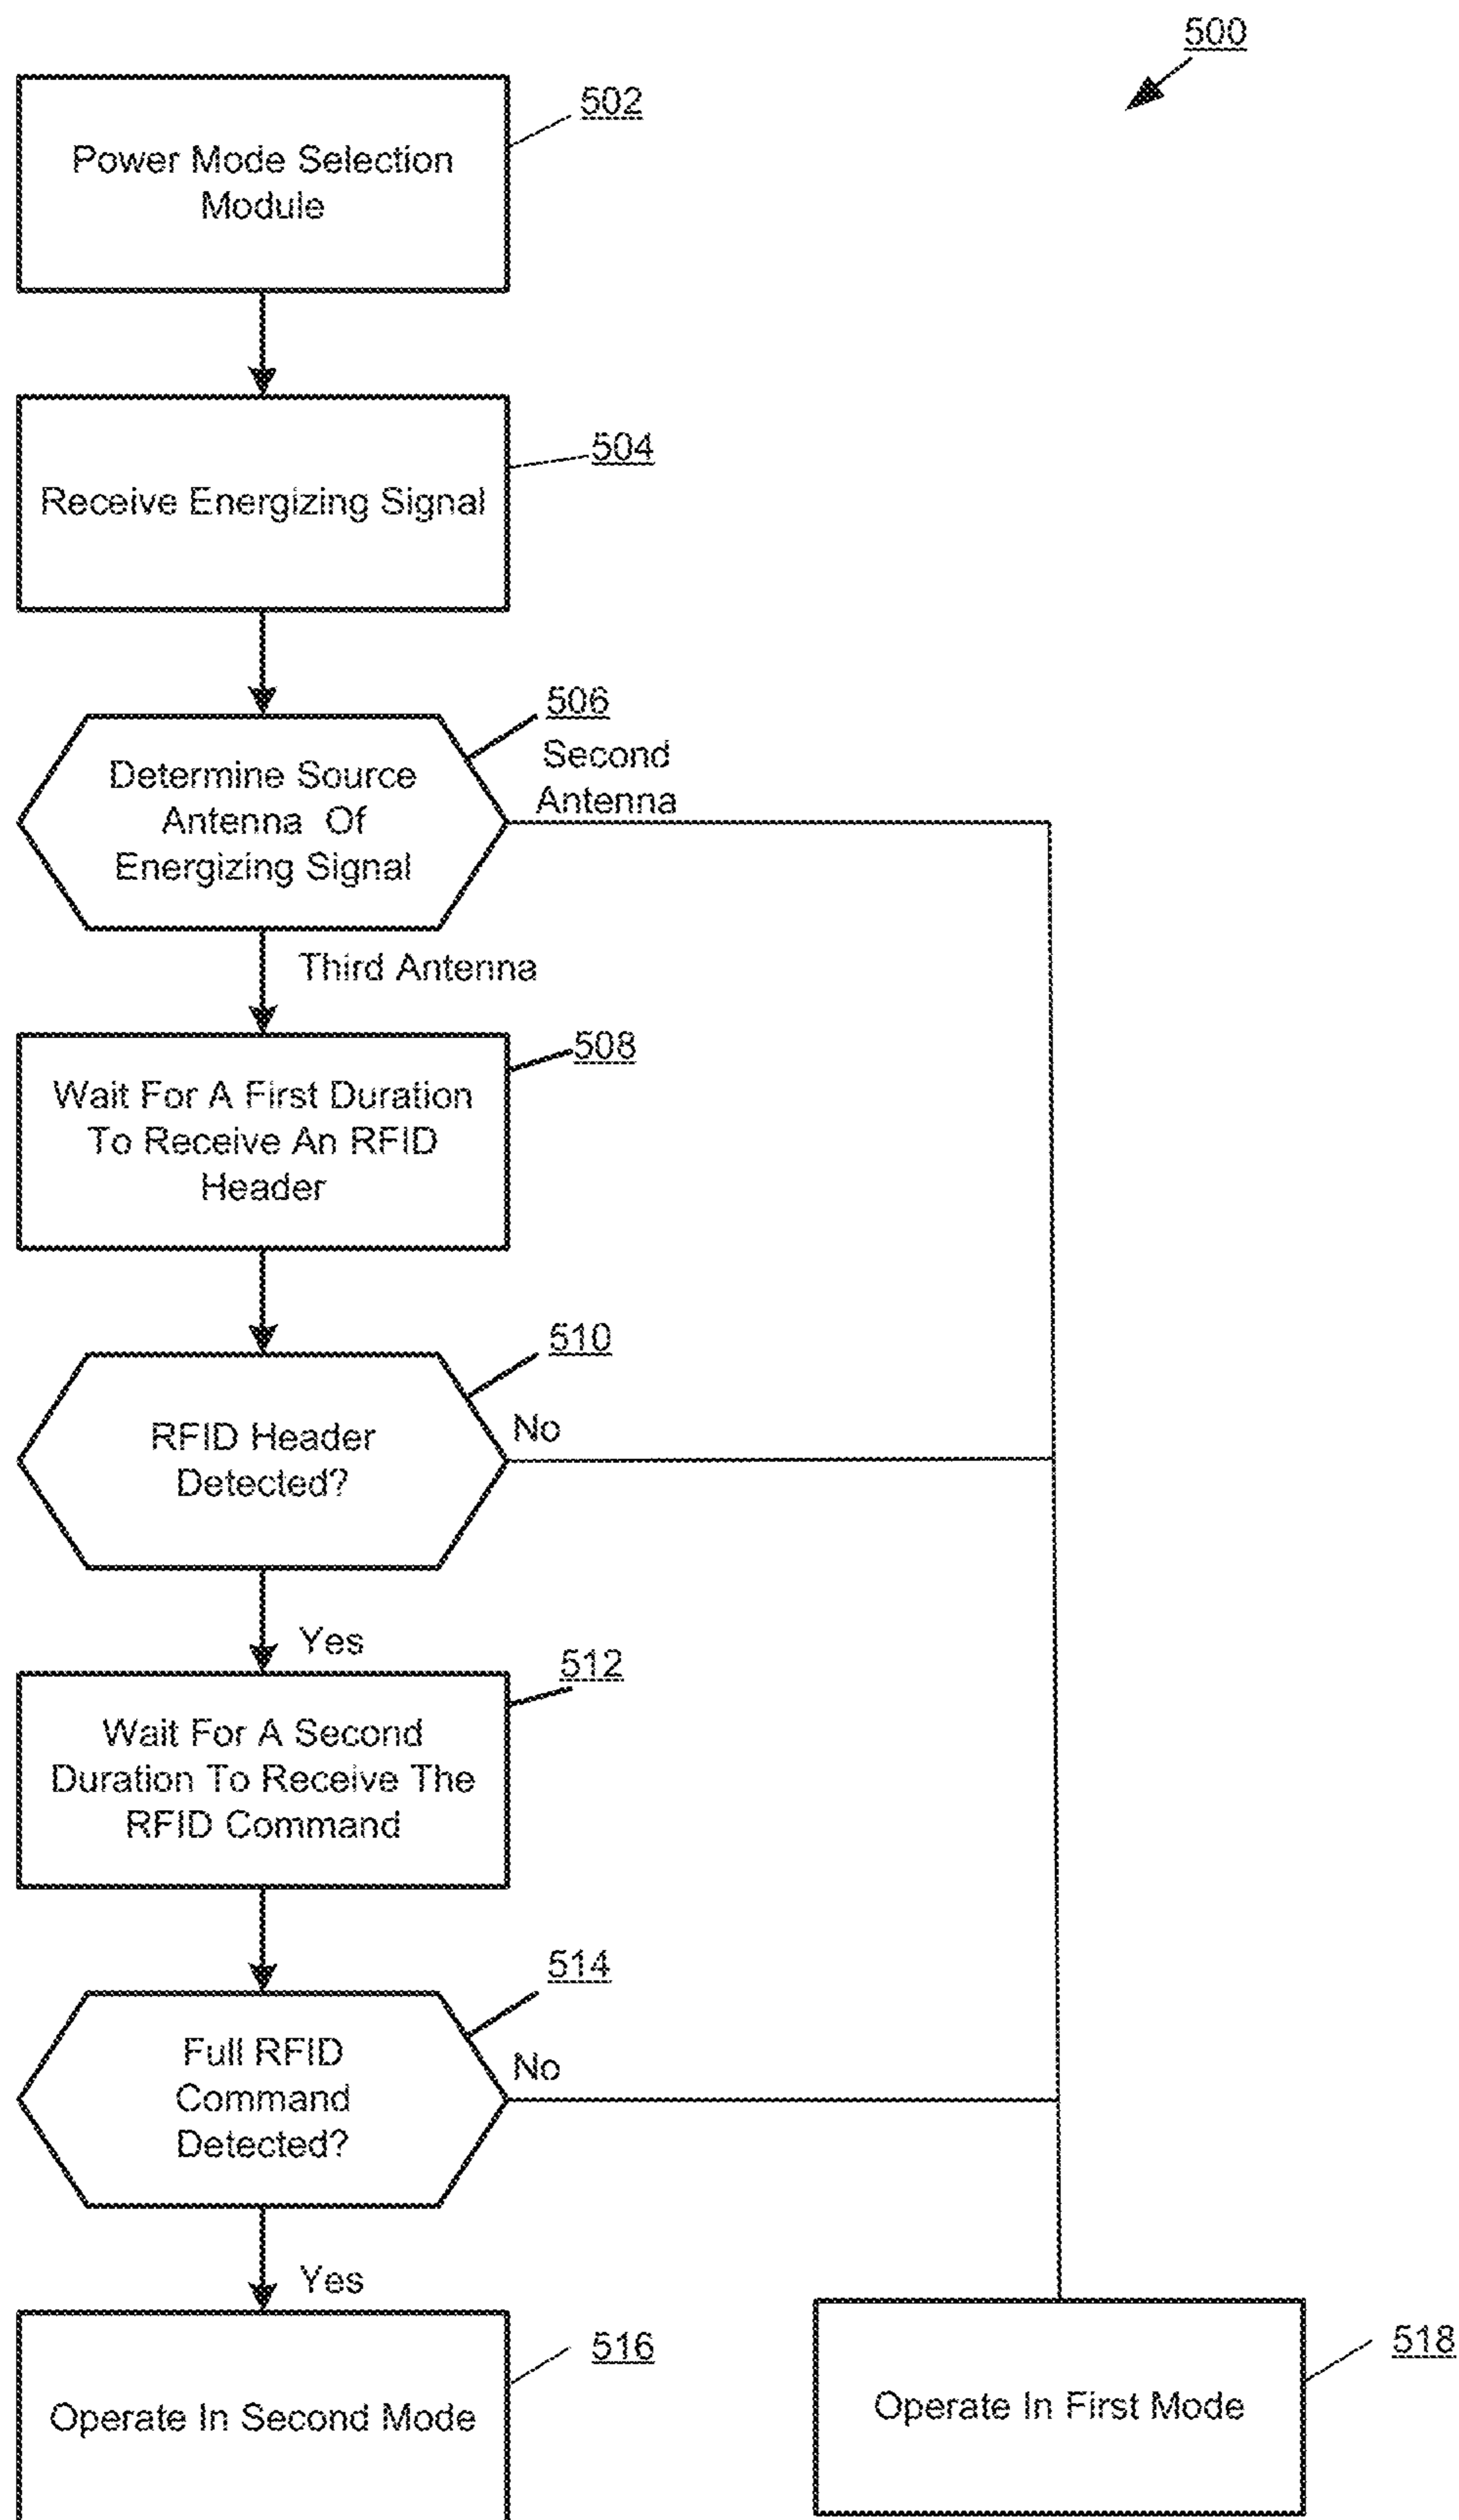 500
502
Power Mode Selection
Module
504
Receive Energizing Signal
506
Second
Antenna
Determine Source
Antenna Of
Energizing Signal
Third Antenna
508
Wait For A First Duration
To Receive An RFID
Header
510
No
RFID Header
Detected?
Yes
512
Wait For A Second
Duration To Receive The
RFID Command
514
No
Full RFID
Command
Detected?
Yes
516
Operate In Second Mode
518
Operate In First Mode